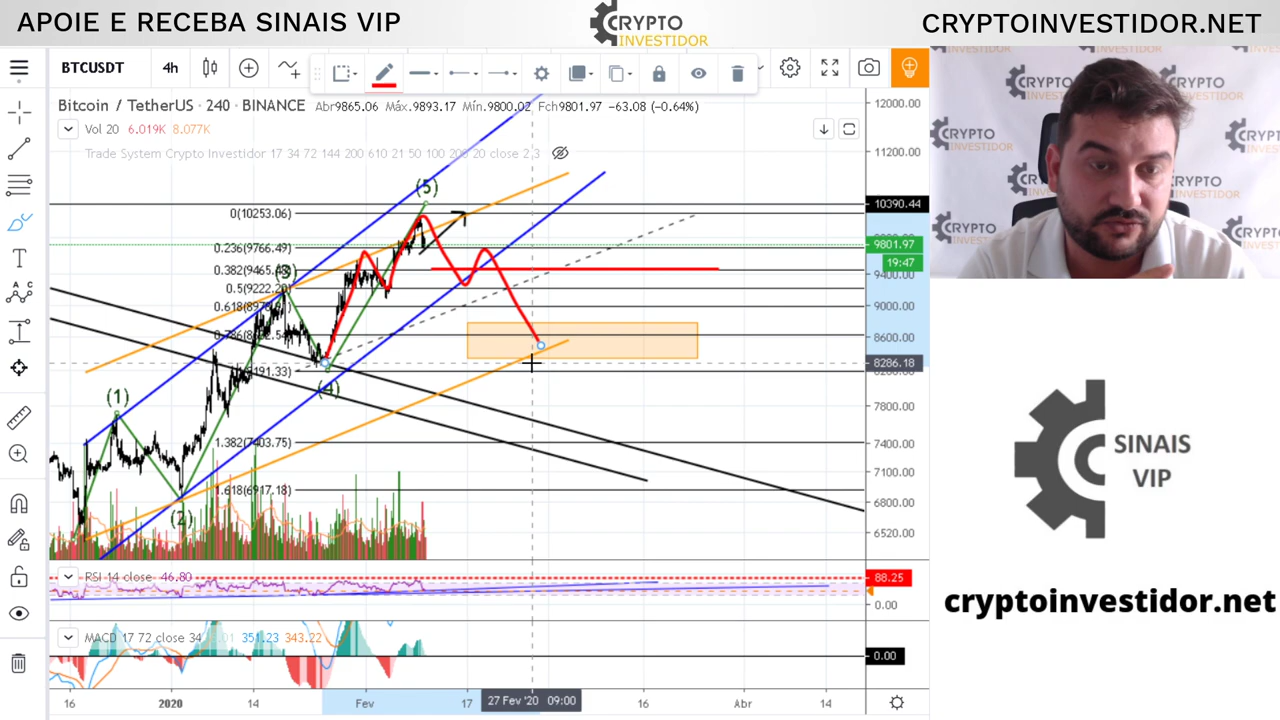 APOIE E RECEBA SINAIS VIP
CRYPTO
INVESTIDOR
CRYPTOINVESTIDOR.NET
BTCUSDT 4h
Bitcoin / TetherUS · 240 · BINANCE Abr9865.06 Máx.9893.17 Mín.9800.02 Fch9801.97 −63.08 (−0.64%)
Vol 20 6.019K 8.077K
Trade System Crypto Investidor 17 34 72 144 200 610 21 50 100 200 20 close 2 3
12000.00
11200.00
10390.44
9801.97
19:47
9400.00
9000.00
8600.00
8286.18
7800.00
7400.00
7100.00
6800.00
6520.00
(5)
0(10253.06)
0.236(9766.49)
(3)
0.5(9222.20)
(4)
(1)
1.382(7403.75)
1.618(6917.18)
(2)
RSI 14 close 46.80
88.25
0.00
MACD 17 72 close 34 351.23 343.22
0.00
16 2020 14 Fev 17 27 Fev '20 09:00 16 Abr 14
CRYPTO
INVESTIDOR
SINAIS
VIP
cryptoinvestidor.net